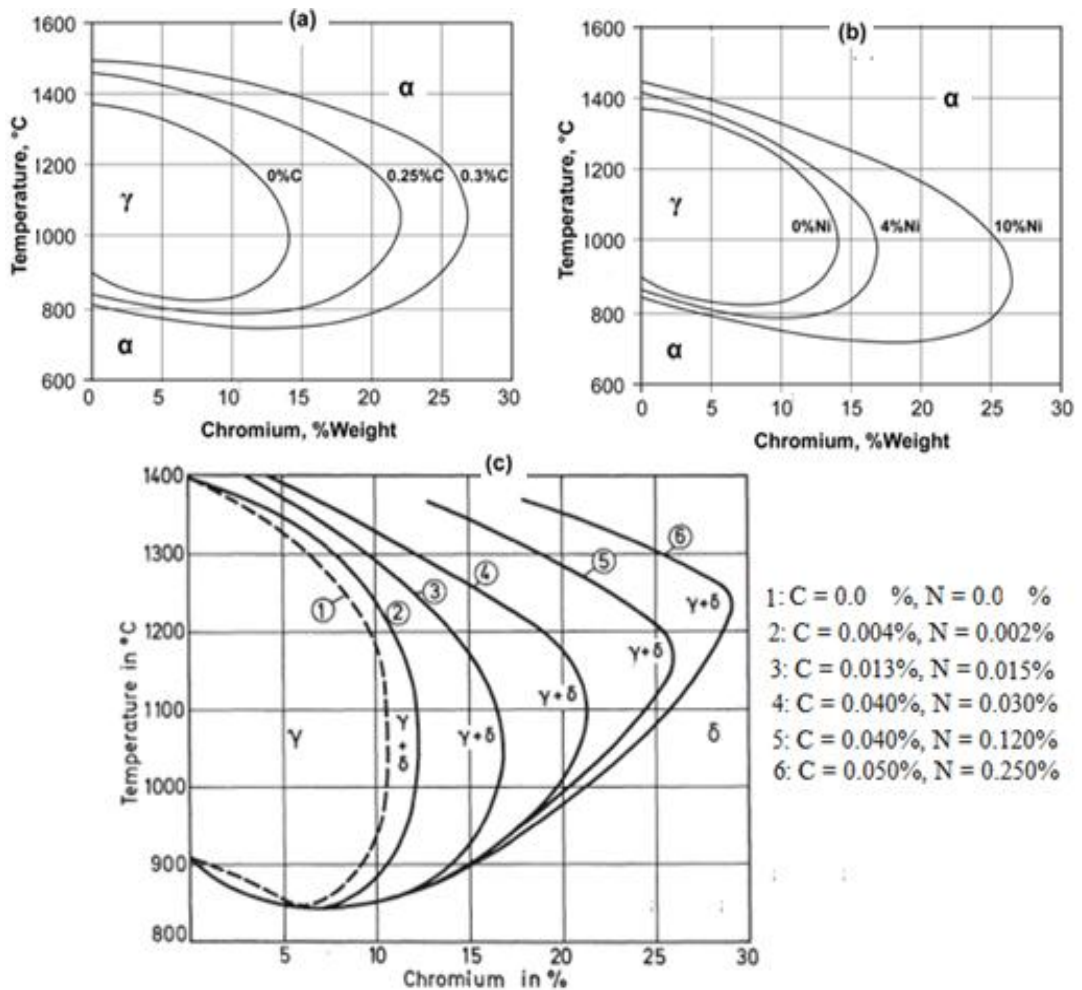 (a)
Temperature, °C
1600
1400
1200
1000
800
600
α
γ
α
0%C
0.25%C
0.3%C
0 5 10 15 20 25 30
Chromium, %Weight
(b)
Temperature, °C
1600
1400
1200
1000
800
600
α
γ
α
0%Ni
4%Ni
10%Ni
0 5 10 15 20 25 30
Chromium, %Weight
(c)
Temperature in °C
1400
1300
1200
1100
1000
900
800
1
2
3
4
5
6
γ
γ + δ
γ+δ
γ+δ
γ+δ
γ+δ
δ
5 10 15 20 25 30
Chromium in %
1: C = 0.0 %, N = 0.0 %
2: C = 0.004%, N = 0.002%
3: C = 0.013%, N = 0.015%
4: C = 0.040%, N = 0.030%
5: C = 0.040%, N = 0.120%
6: C = 0.050%, N = 0.250%